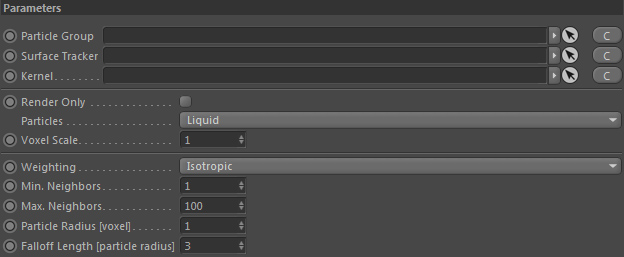 Parameters
Particle Group C
Surface Tracker C
Kernel . . . . . . . . C
Render Only . . . . . . . . . . . . . .
Particles . . . . . . . . . . . . . . . . . Liquid
Voxel Scale . . . . . . . . . . . . . . . 1
Weighting . . . . . . . . . . . . . . . . Isotropic
Min. Neighbors . . . . . . . . . . . . 1
Max. Neighbors . . . . . . . . . . . . 100
Particle Radius [voxel] . . . . . . . 1
Falloff Length [particle radius] 3